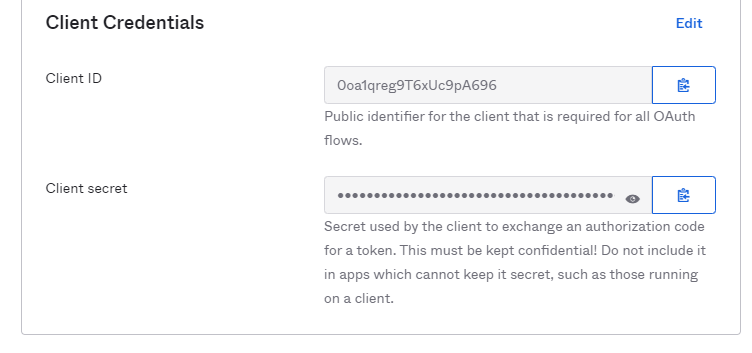 Client Credentials
Edit
Client ID
0oa1qreg9T6xUc9pA696
Public identifier for the client that is required for all OAuth
flows.
Client secret
••••••••••••••••••••••••••••••••••••••••
Secret used by the client to exchange an authorization code
for a token. This must be kept confidential! Do not include it
in apps which cannot keep it secret, such as those running
on a client.